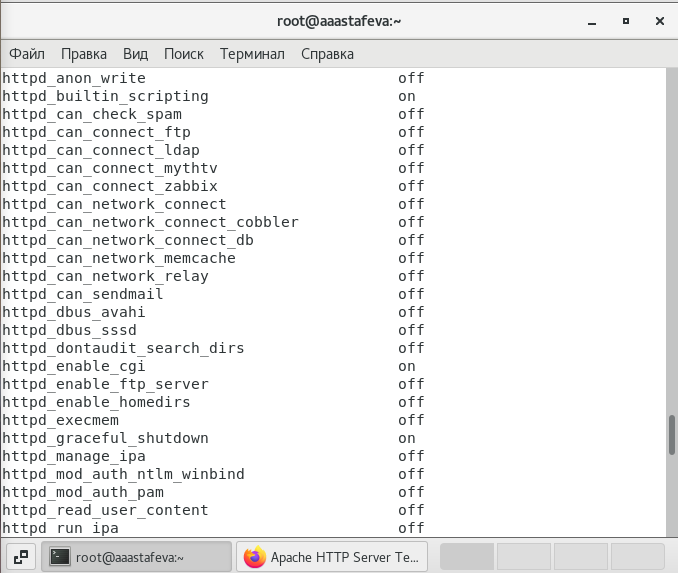 root@aaastafeva:~
Файл Правка Вид Поиск Терминал Справка
httpd_anon_write off
httpd_builtin_scripting on
httpd_can_check_spam off
httpd_can_connect_ftp off
httpd_can_connect_ldap off
httpd_can_connect_mythtv off
httpd_can_connect_zabbix off
httpd_can_network_connect off
httpd_can_network_connect_cobbler off
httpd_can_network_connect_db off
httpd_can_network_memcache off
httpd_can_network_relay off
httpd_can_sendmail off
httpd_dbus_avahi off
httpd_dbus_sssd off
httpd_dontaudit_search_dirs off
httpd_enable_cgi on
httpd_enable_ftp_server off
httpd_enable_homedirs off
httpd_execmem off
httpd_graceful_shutdown on
httpd_manage_ipa off
httpd_mod_auth_ntlm_winbind off
httpd_mod_auth_pam off
httpd_read_user_content off
httpd_run_ipa off
root@aaastafeva:~ Apache HTTP Server Te...